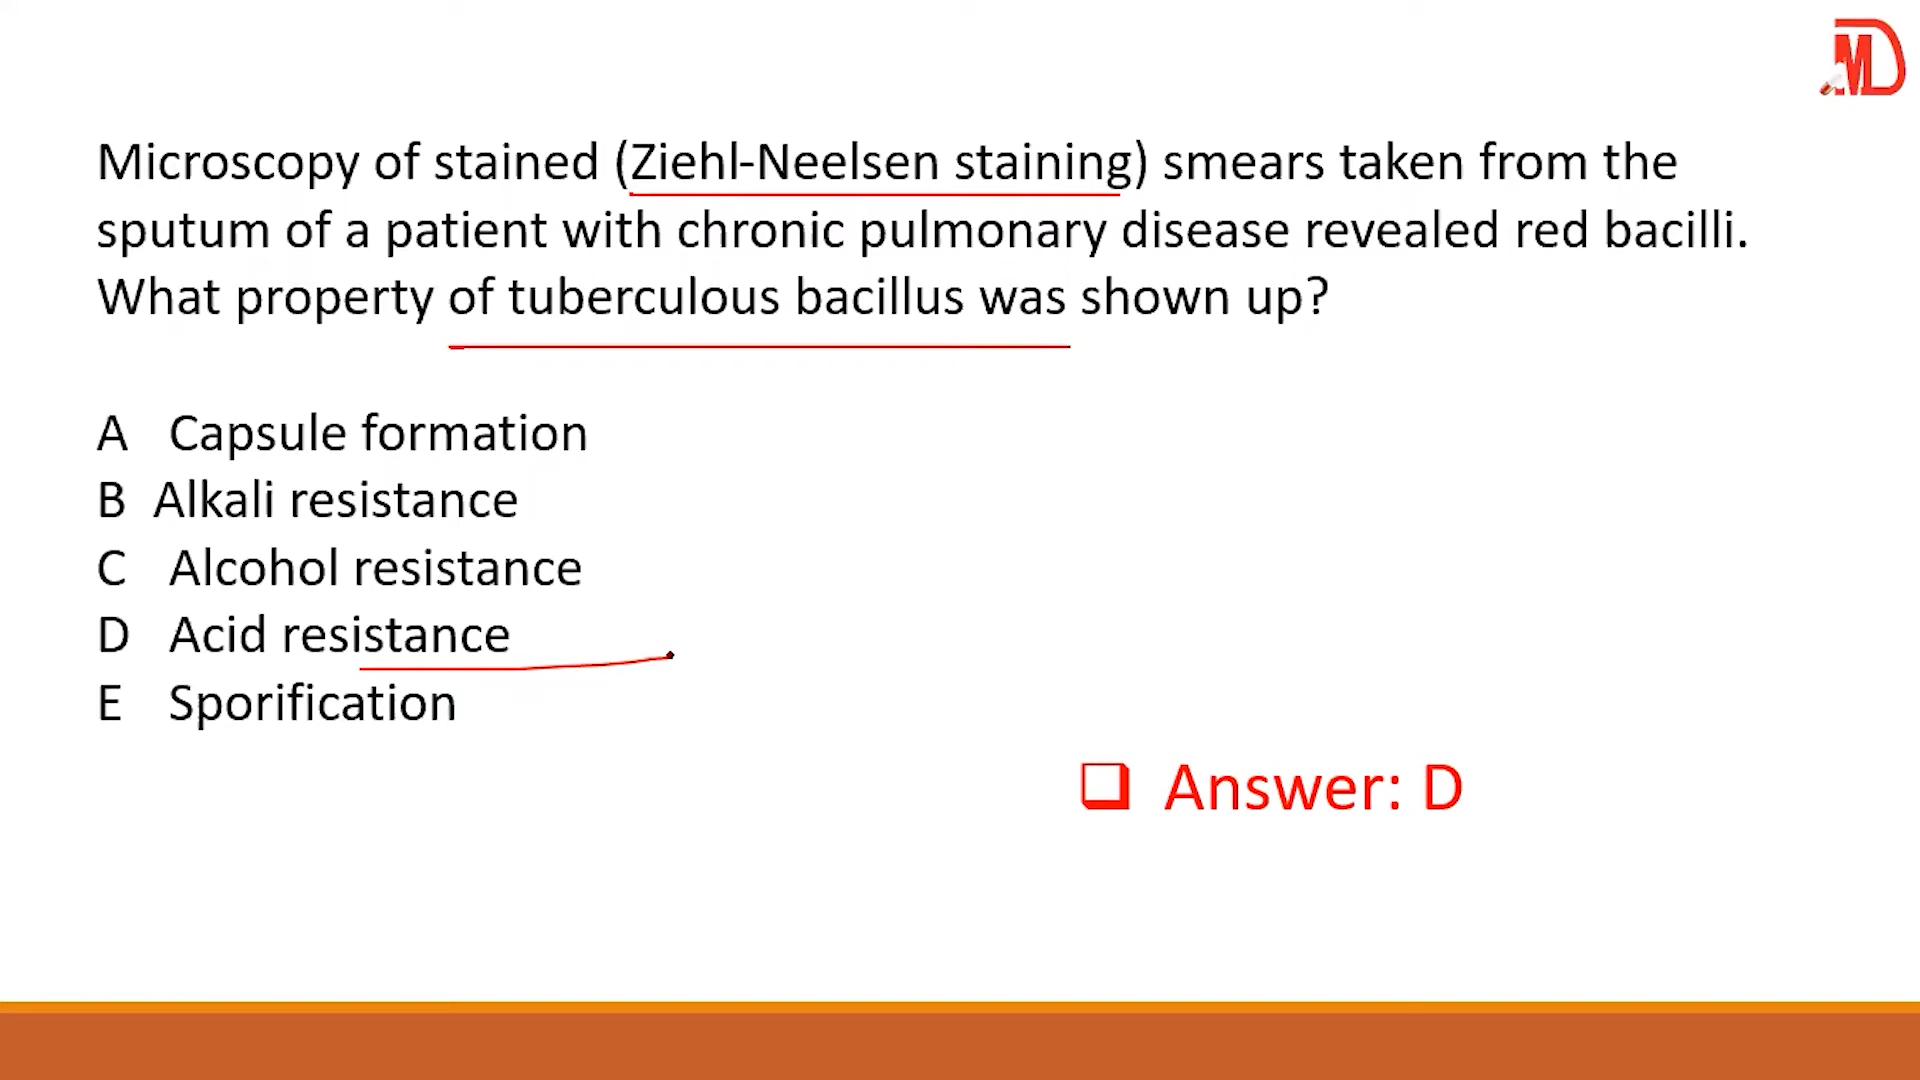 MD
Microscopy of stained (Ziehl-Neelsen staining) smears taken from the
sputum of a patient with chronic pulmonary disease revealed red bacilli.
What property of tuberculous bacillus was shown up?
A Capsule formation
B Alkali resistance
C Alcohol resistance
D Acid resistance
E Sporification
❑ Answer: D